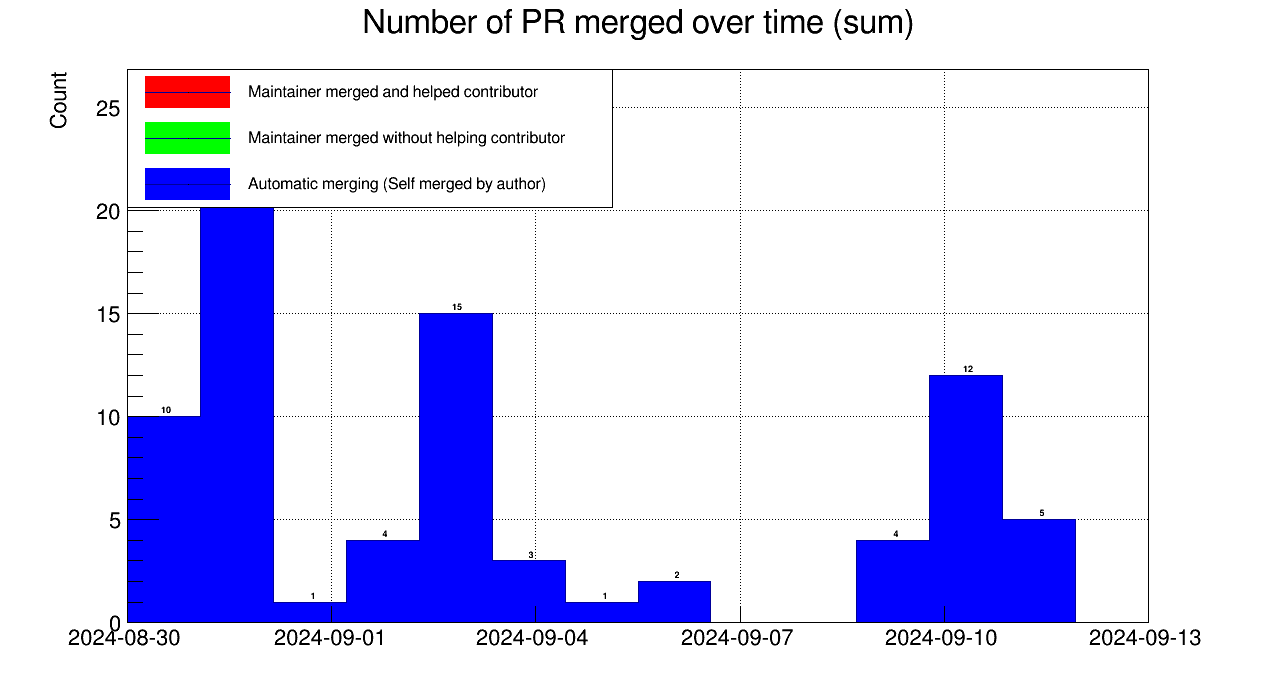 Number of PR merged over time (sum)
Count
Maintainer merged and helped contributor
Maintainer merged without helping contributor
Automatic merging (Self merged by author)
25
20
15
10
5
0
10
1
4
15
3
1
2
4
12
5
2024-08-30 2024-09-01 2024-09-04 2024-09-07 2024-09-10 2024-09-13